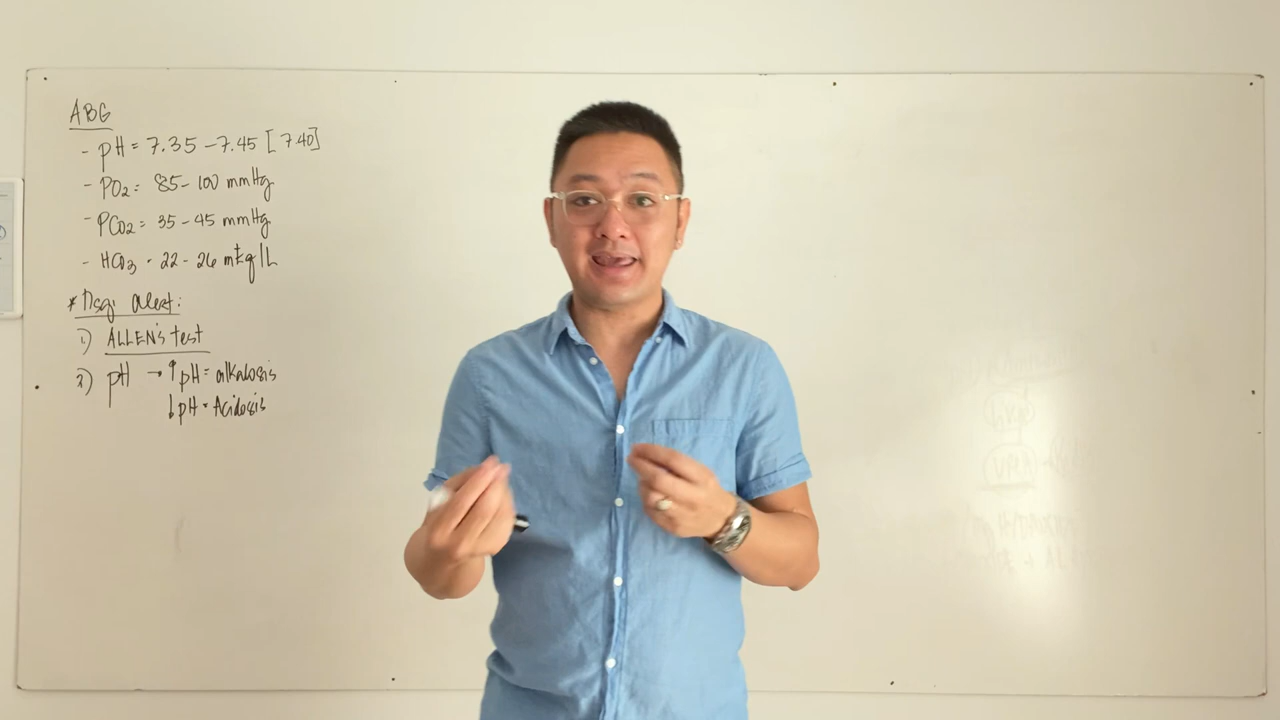 ABG
- pH = 7.35 - 7.45 [7.40]
- PO2 = 85 - 100 mmHg
- PCO2 = 35 - 45 mmHg
- HCO3 = 22 - 26 mEq/L
alert:
1) ALLEN's test
2) pH → ↑pH = alkalosis
↓pH = Acidosis